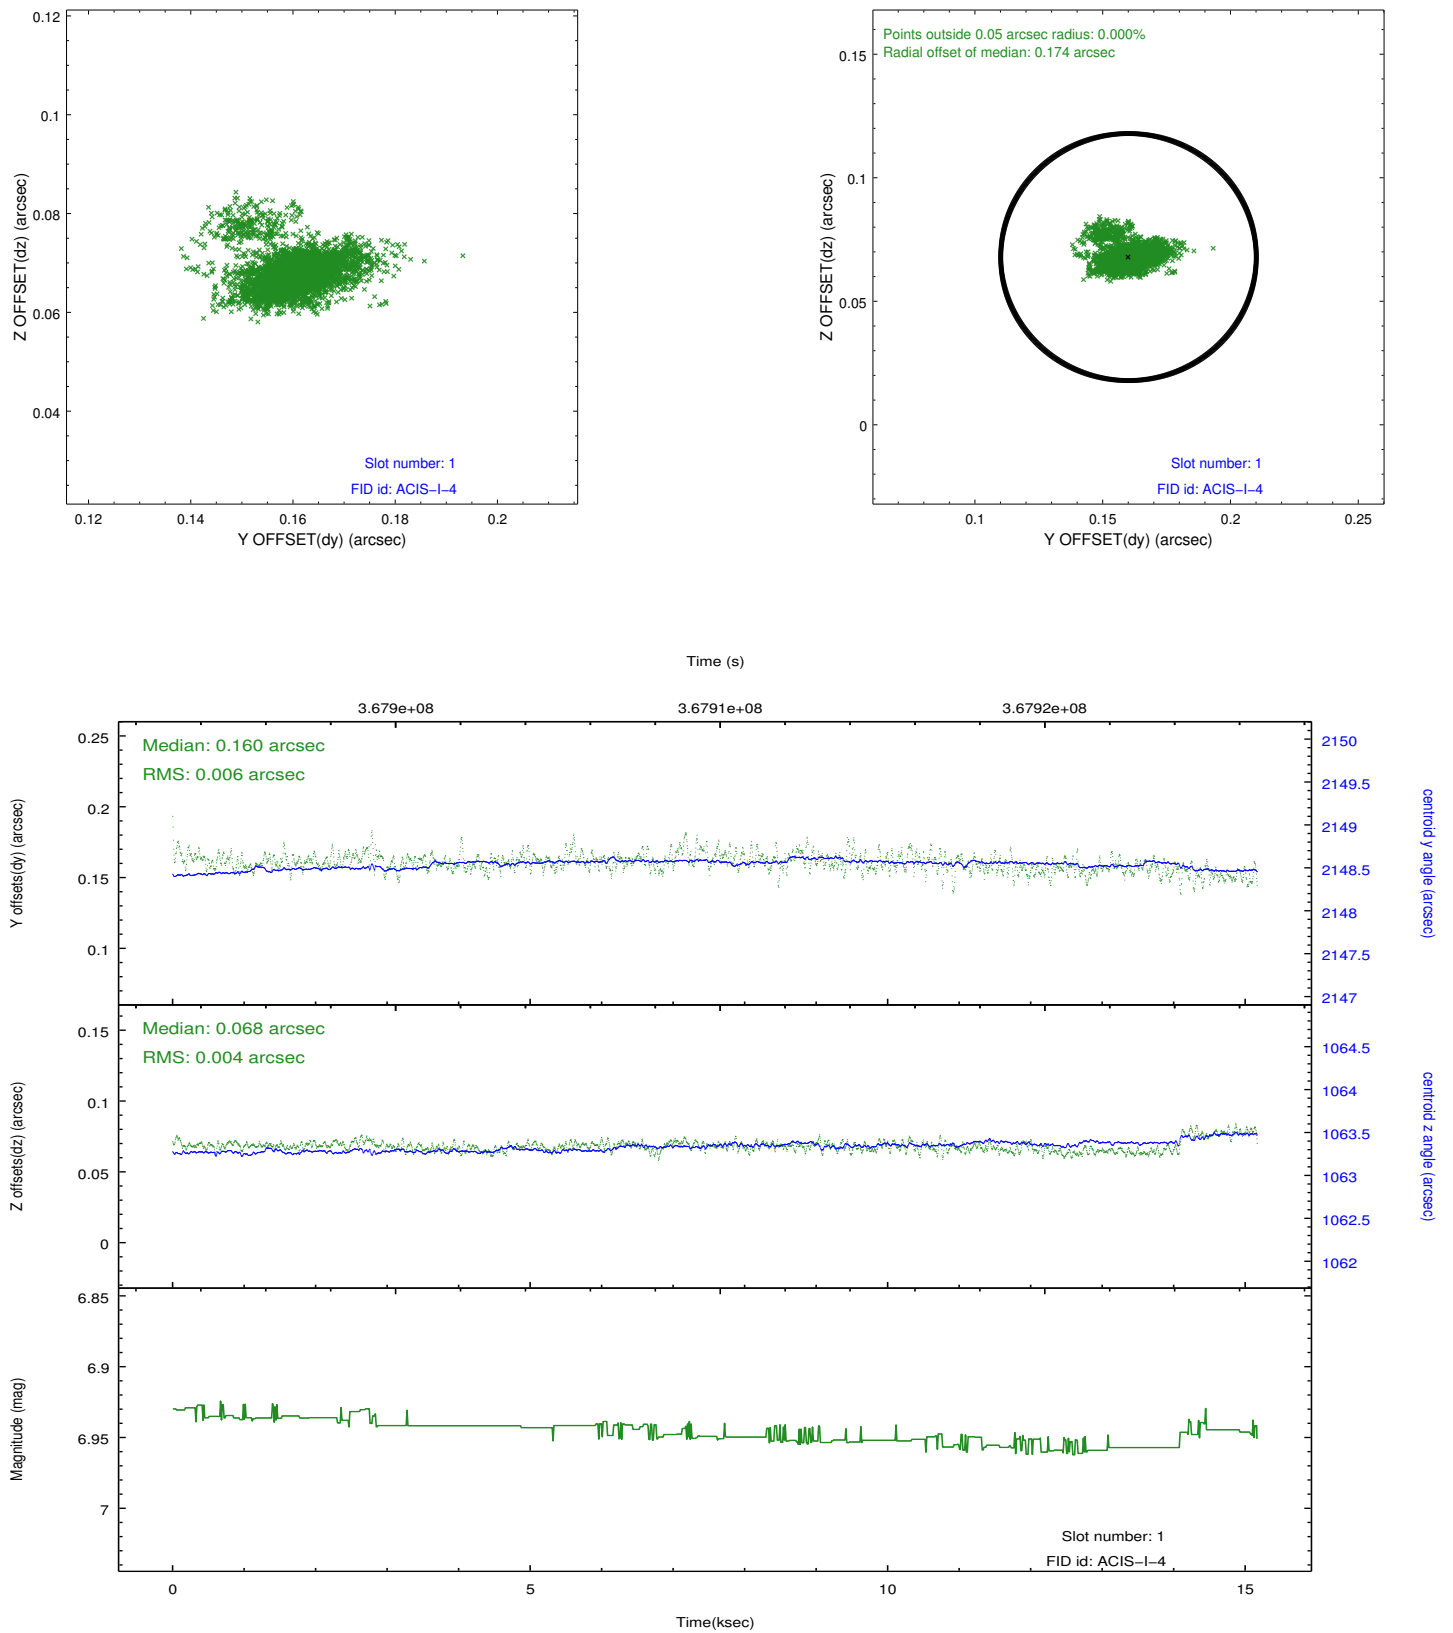 0.12
0.1
0.08
0.06
0.04
Z OFFSET(dz) (arcsec)
Slot number: 1
FID id: ACIS−I−4
0.12 0.14 0.16 0.18 0.2
Y OFFSET(dy) (arcsec)
Points outside 0.05 arcsec radius: 0.000%
Radial offset of median: 0.174 arcsec
0.15
0.1
0.05
0
Z OFFSET(dz) (arcsec)
Slot number: 1
FID id: ACIS−I−4
0.1 0.15 0.2 0.25
Y OFFSET(dy) (arcsec)
Time (s)
3.679e+08 3.6791e+08 3.6792e+08
Median: 0.160 arcsec
RMS: 0.006 arcsec
0.25
0.2
0.15
0.1
Y offsets(dy) (arcsec)
2150
2149.5
2149
2148.5
2148
2147.5
2147
centroid y angle (arcsec)
Median: 0.068 arcsec
RMS: 0.004 arcsec
0.15
0.1
0.05
0
Z offsets(dz) (arcsec)
1064.5
1064
1063.5
1063
1062.5
1062
centroid z angle (arcsec)
6.85
6.9
6.95
7
Magnitude (mag)
Slot number: 1
FID id: ACIS−I−4
0 5 10 15
Time(ksec)